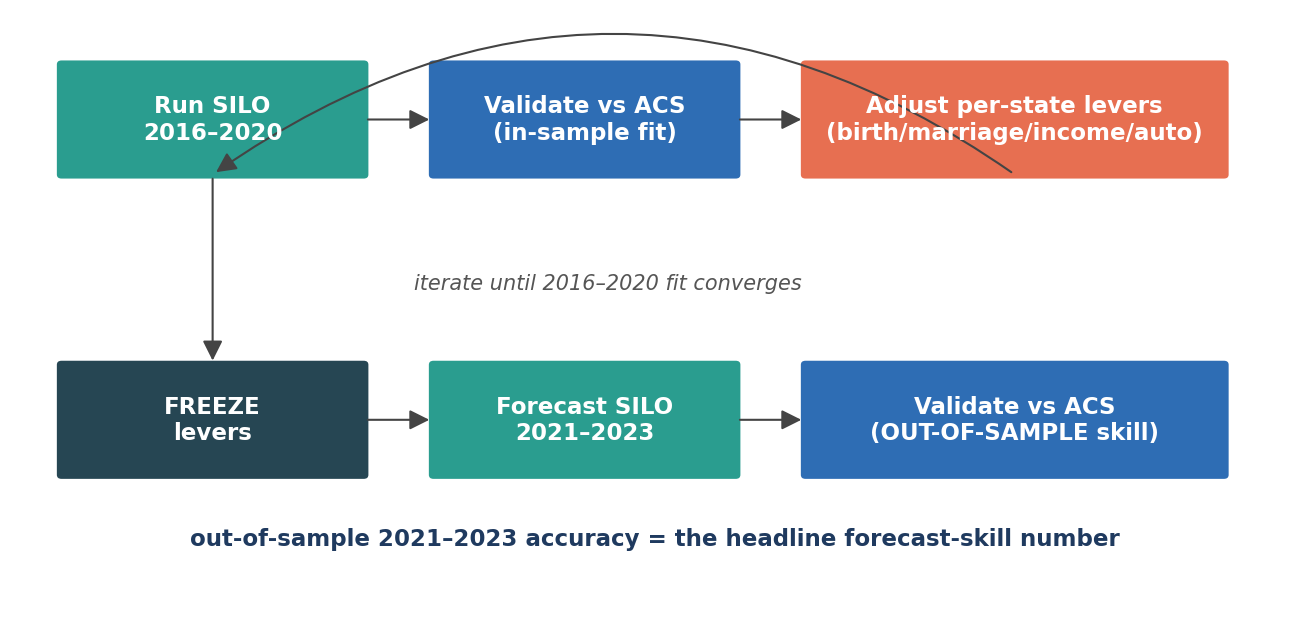 Run SILO
2016–2020
Validate vs ACS
(in-sample fit)
Adjust per-state levers
(birth/marriage/income/auto)
iterate until 2016–2020 fit converges
FREEZE
levers
Forecast SILO
2021–2023
Validate vs ACS
(OUT-OF-SAMPLE skill)
out-of-sample 2021–2023 accuracy = the headline forecast-skill number